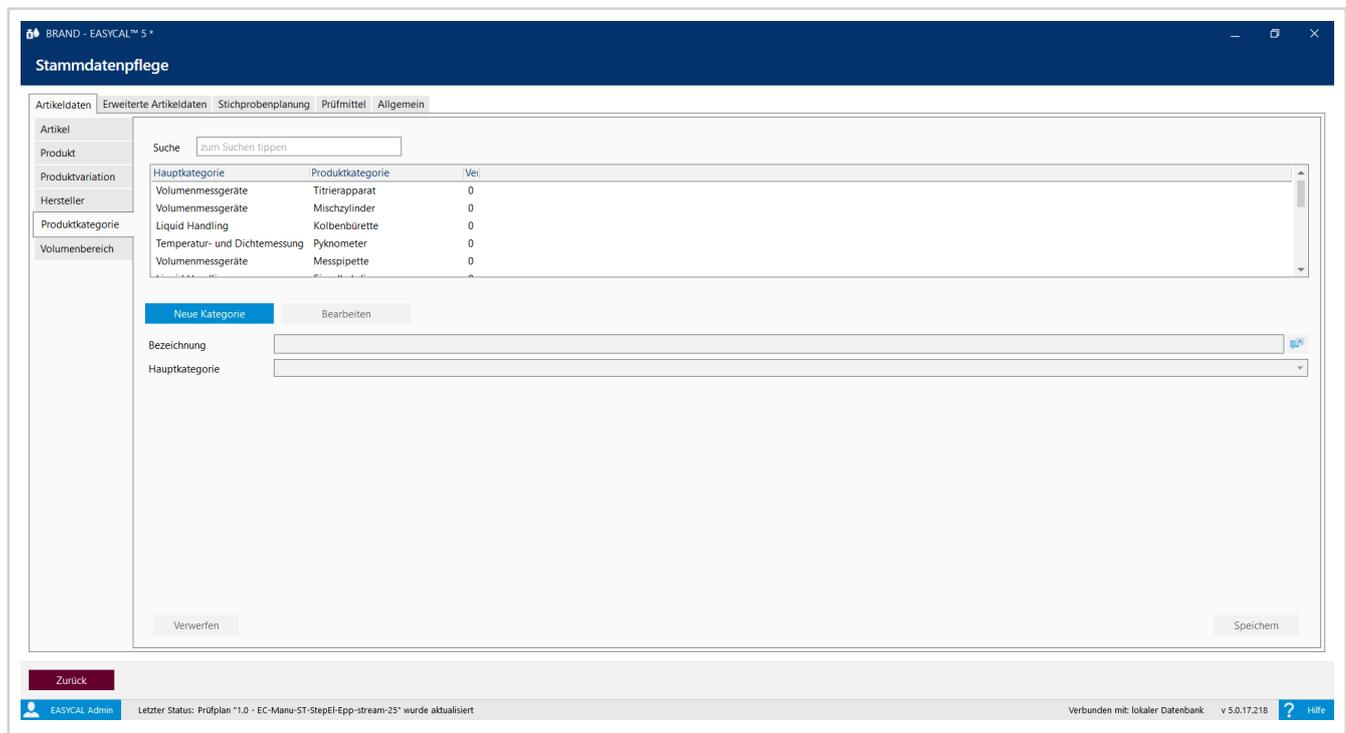 BRAND - EASYCAL™ 5 *
Stammdatenpflege
Artikeldaten Erweiterte Artikeldaten Stichprobenplanung Prüfmittel Allgemein
Artikel
Produkt
Produktvariation
Hersteller
Produktkategorie
Volumenbereich
Suche zum Suchen tippen
Hauptkategorie Produktkategorie Ver
Volumenmessgeräte Titrierapparat 0
Volumenmessgeräte Mischzylinder 0
Liquid Handling Kolbenbürette 0
Temperatur- und Dichtemessung Pyknometer 0
Volumenmessgeräte Messpipette 0
Neue Kategorie Bearbeiten
Bezeichnung
Hauptkategorie
Verwerfen Speichern
Zurück
EASYCAL Admin Letzter Status: Prüfplan "1.0 - EC-Manu-ST-StepEl-Epp-stream-25" wurde aktualisiert Verbunden mit: lokaler Datenbank v 5.0.17.218 ? Hilfe